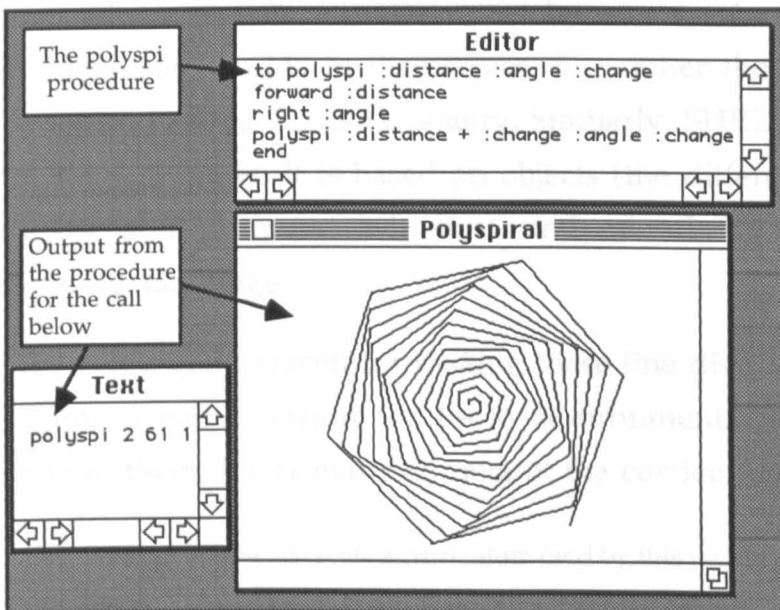 The polyspi
procedure
Editor
to polyspi :distance :angle :change
forward :distance
right :angle
polyspi :distance + :change :angle :change
end
Output from
the procedure
for the call
below
Polyspiral
Text
polyspi 2 61 1